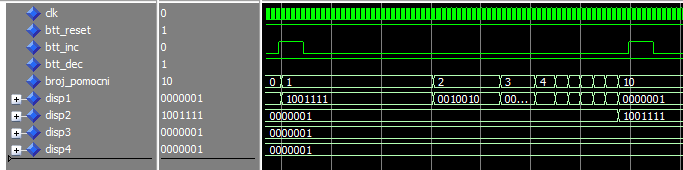 clk 0
btt_reset 1
btt_inc 0
btt_dec 1
broj_pomocni 10 0 1 2 3 4 10
disp1 0000001 1001111 0010010 00... 0000001
disp2 1001111 0000001 1001111
disp3 0000001 0000001
disp4 0000001 0000001